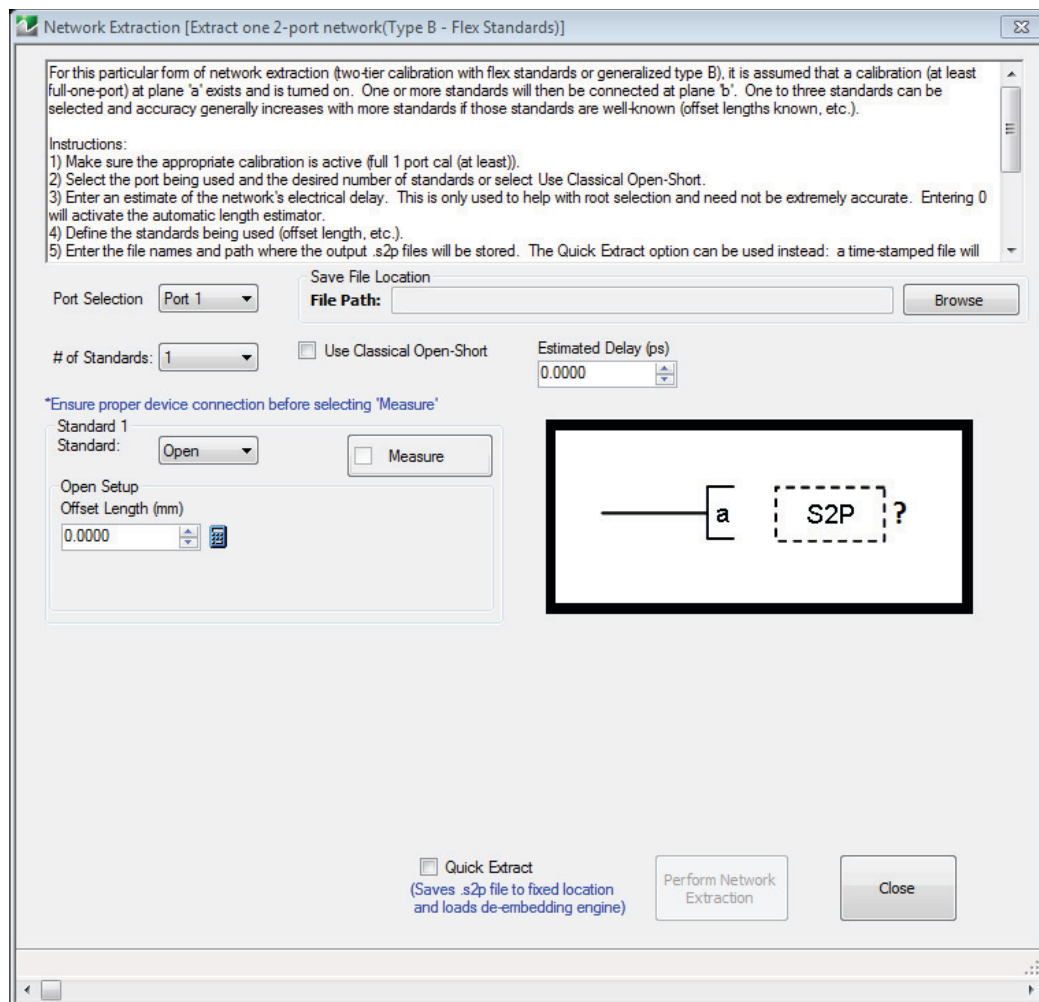 Network Extraction [Extract one 2-port network(Type B - Flex Standards)]
For this particular form of network extraction (two-tier calibration with flex standards or generalized type B), it is assumed that a calibration (at least
full-one-port) at plane 'a' exists and is turned on. One or more standards will then be connected at plane 'b'. One to three standards can be
selected and accuracy generally increases with more standards if those standards are well-known (offset lengths known, etc.).
Instructions:
1) Make sure the appropriate calibration is active (full 1 port cal (at least)).
2) Select the port being used and the desired number of standards or select Use Classical Open-Short.
3) Enter an estimate of the network's electrical delay. This is only used to help with root selection and need not be extremely accurate. Entering 0
will activate the automatic length estimator.
4) Define the standards being used (offset length, etc.).
5) Enter the file names and path where the output .s2p files will be stored. The Quick Extract option can be used instead: a time-stamped file will
Port Selection Port 1
Save File Location
File Path: Browse
# of Standards: 1
Use Classical Open-Short
Estimated Delay (ps)
0.0000
*Ensure proper device connection before selecting 'Measure'
Standard 1
Standard: Open
Measure
Open Setup
Offset Length (mm)
0.0000
a S2P ?
Quick Extract
(Saves .s2p file to fixed location
and loads de-embedding engine)
Perform Network
Extraction
Close